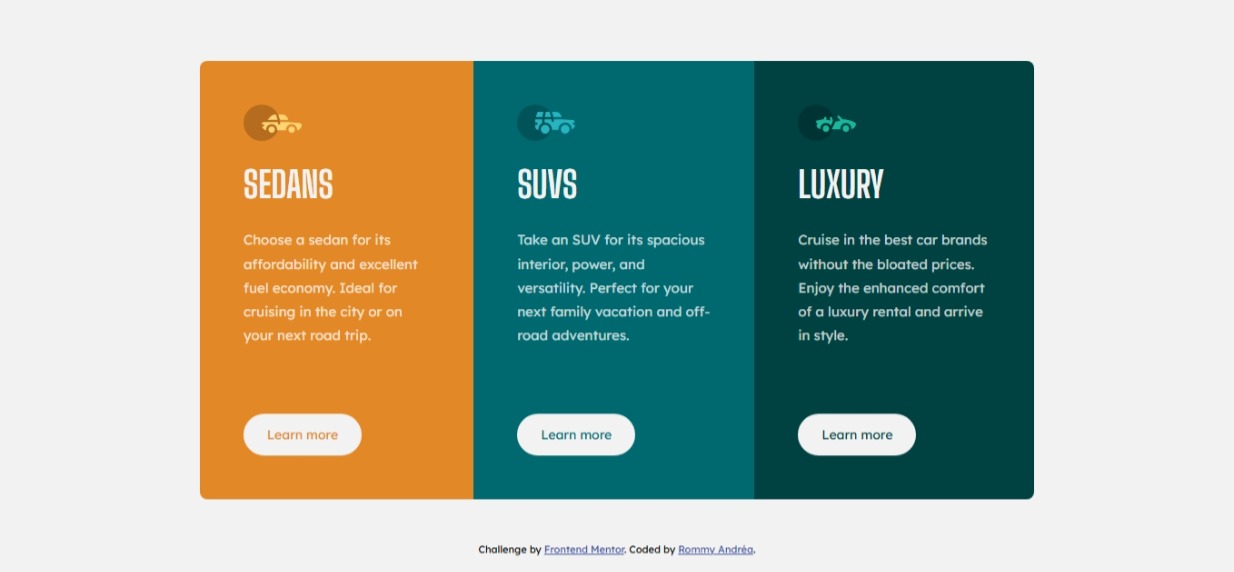 SEDANS
Choose a sedan for its
affordability and excellent
fuel economy. Ideal for
cruising in the city or on
your next road trip.
Learn more
SUVS
Take an SUV for its spacious
interior, power, and
versatility. Perfect for your
next family vacation and off-
road adventures.
Learn more
LUXURY
Cruise in the best car brands
without the bloated prices.
Enjoy the enhanced comfort
of a luxury rental and arrive
in style.
Learn more
Challenge by Frontend Mentor. Coded by Rommy Andréa.